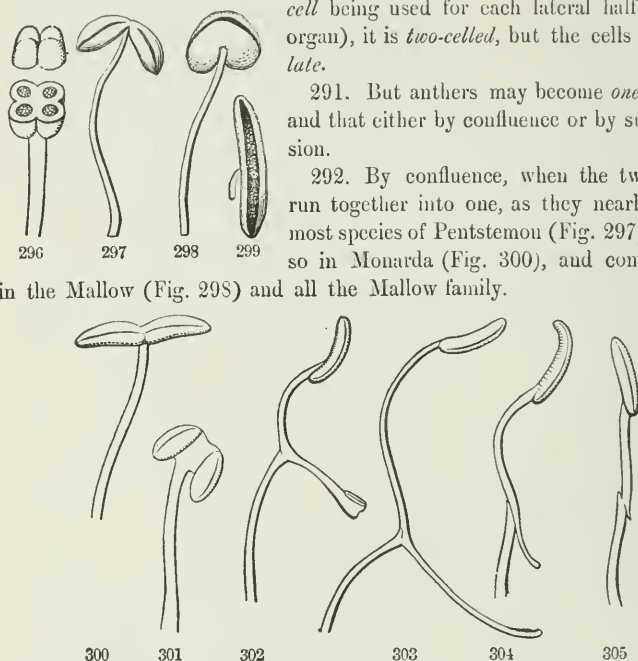 cell being used for each lateral half
organ), it is two-celled, but the cells
late.
291. But anthers may become one
and that either by confluence or by su
sion.
292. By confluence, when the tw
run together into one, as they nearl
most species of Pentstemon (Fig. 297
so in Monarda (Fig. 300), and con
in the Mallow (Fig. 298) and all the Mallow family.
296 297 298 299
300 301 302 303 304 305